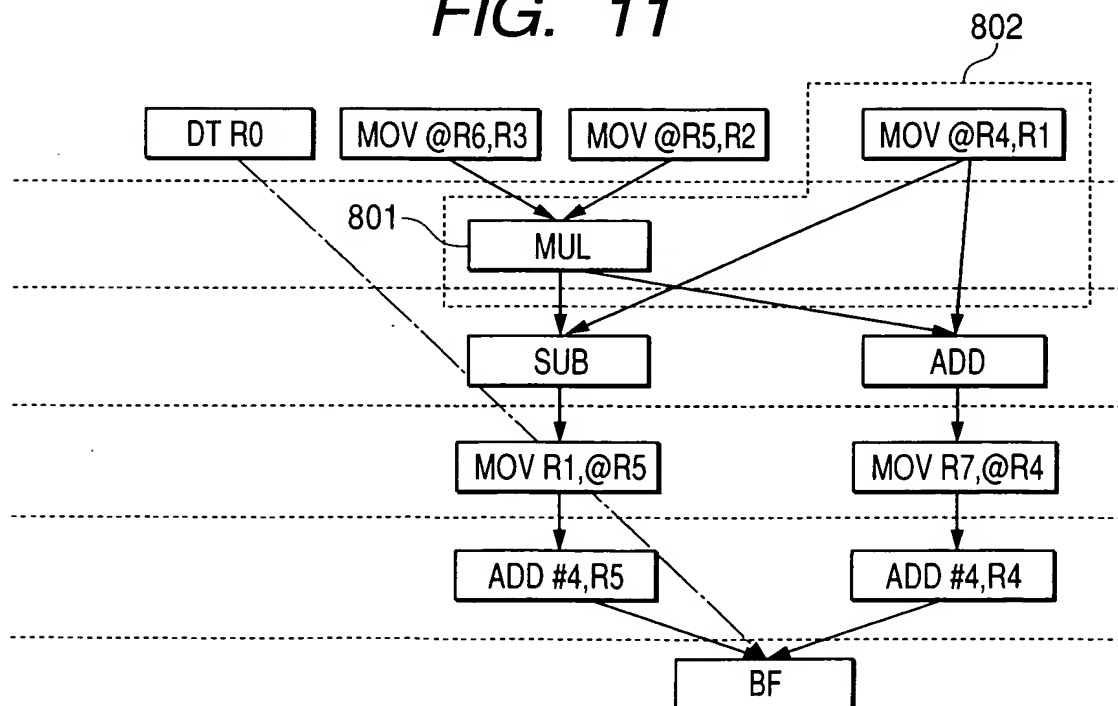 FIG. 11
802
DT R0
MOV @R6,R3
MOV @R5,R2
MOV @R4,R1
801
MUL
SUB
ADD
MOV R1,@R5
MOV R7,@R4
ADD #4,R5
ADD #4,R4
BF